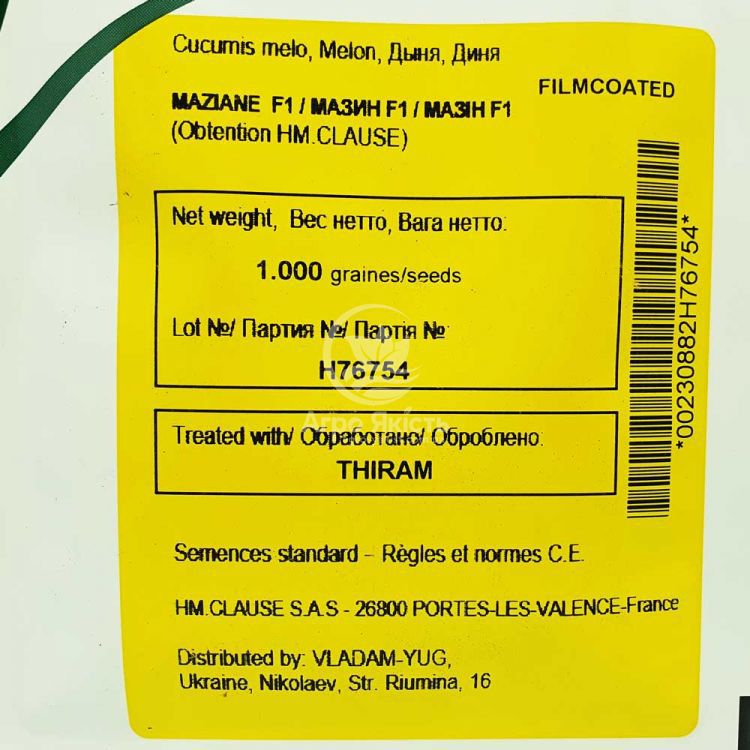 Cucumis melo, Melon, Дыня, Диня
FILMCOATED
MAZIANE F1 / МАЗИН F1 / МАЗІН F1
(Obtention HM.CLAUSE)
Net weight, Вес нетто, Вага нетто:
1.000 graines/seeds
Lot №/ Партия №/ Партія №:
H76754
Агро Якість
Treated with/ Обработано/ Оброблено:
THIRAM
*00230882H76754*
Semences standard – Règles et normes C.E.
HM.CLAUSE S.A.S - 26800 PORTES-LES-VALENCE-France
Distributed by: VLADAM-YUG,
Ukraine, Nikolaev, Str. Riumina, 16